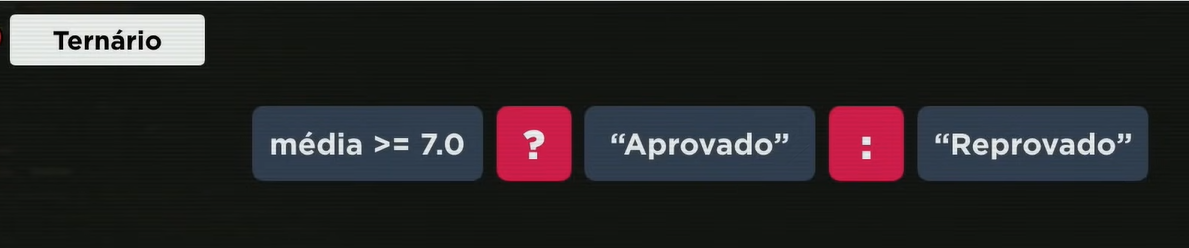 Ternário
média >= 7.0 ? “Aprovado” : “Reprovado”